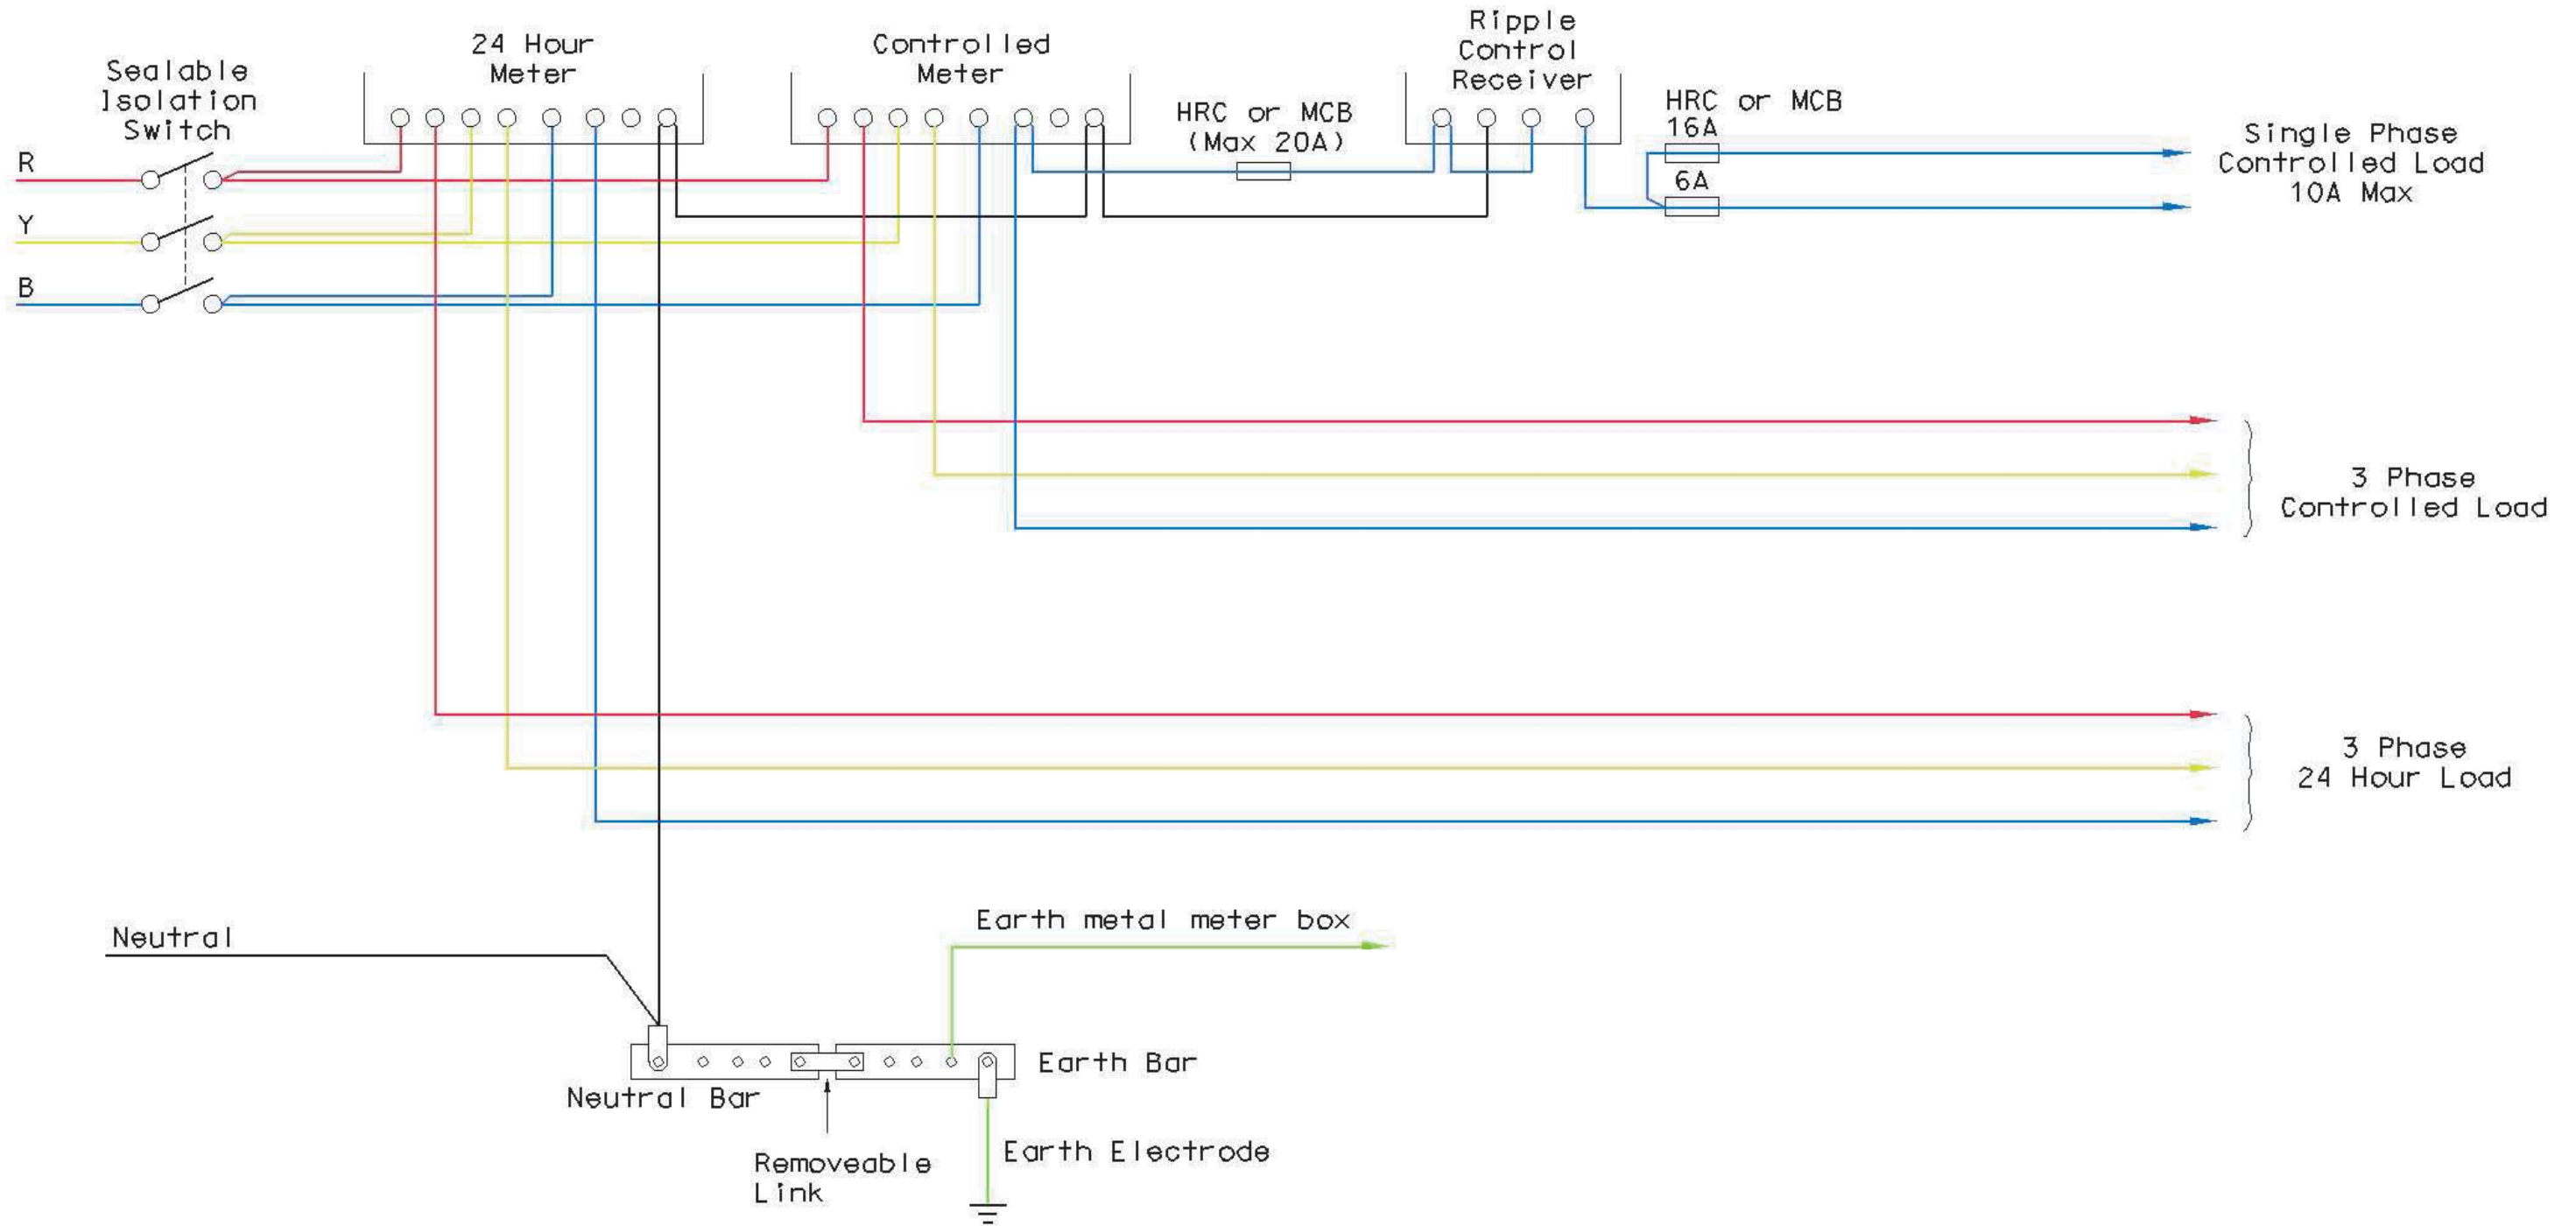 Ripple
Control
Receiver
24 Hour
Meter
Controlled
Meter
Sealable
Isolation
Switch
HRC or MCB
(Max 20A)
HRC or MCB
16A
6A
Single Phase
Controlled Load
10A Max
R
Y
B
3 Phase
Controlled Load
3 Phase
24 Hour Load
Earth metal meter box
Neutral
Earth Bar
Neutral Bar
Earth Electrode
Removeable
Link